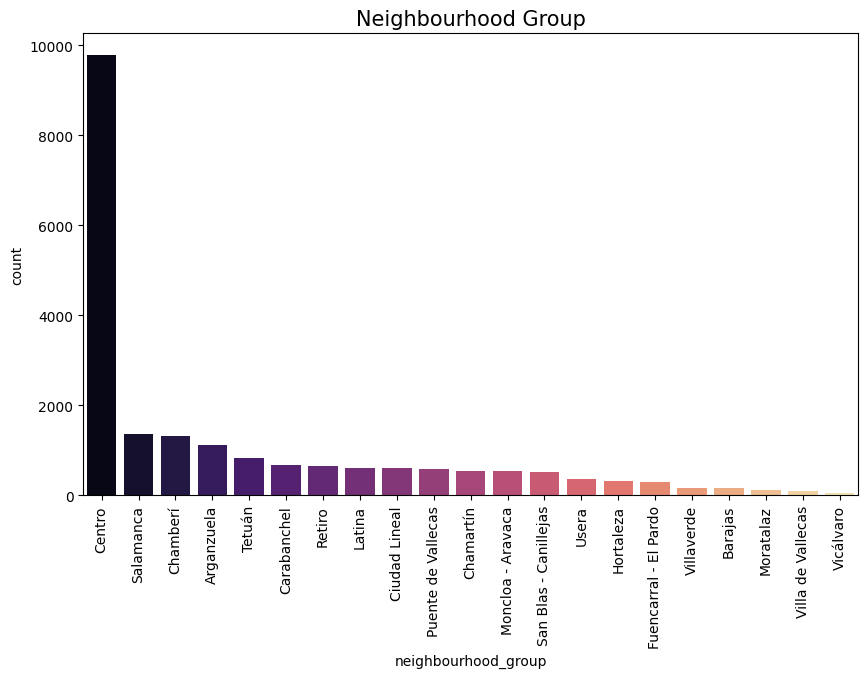 Neighbourhood Group
count
10000
8000
6000
4000
2000
0
Centro
Salamanca
Chamberí
Arganzuela
Tetuán
Carabanchel
Retiro
Latina
Ciudad Lineal
Puente de Vallecas
Chamartín
Moncloa - Aravaca
San Blas - Canillejas
Usera
Hortaleza
Fuencarral - El Pardo
Villaverde
Barajas
Moratalaz
Villa de Vallecas
Vicálvaro
neighbourhood_group